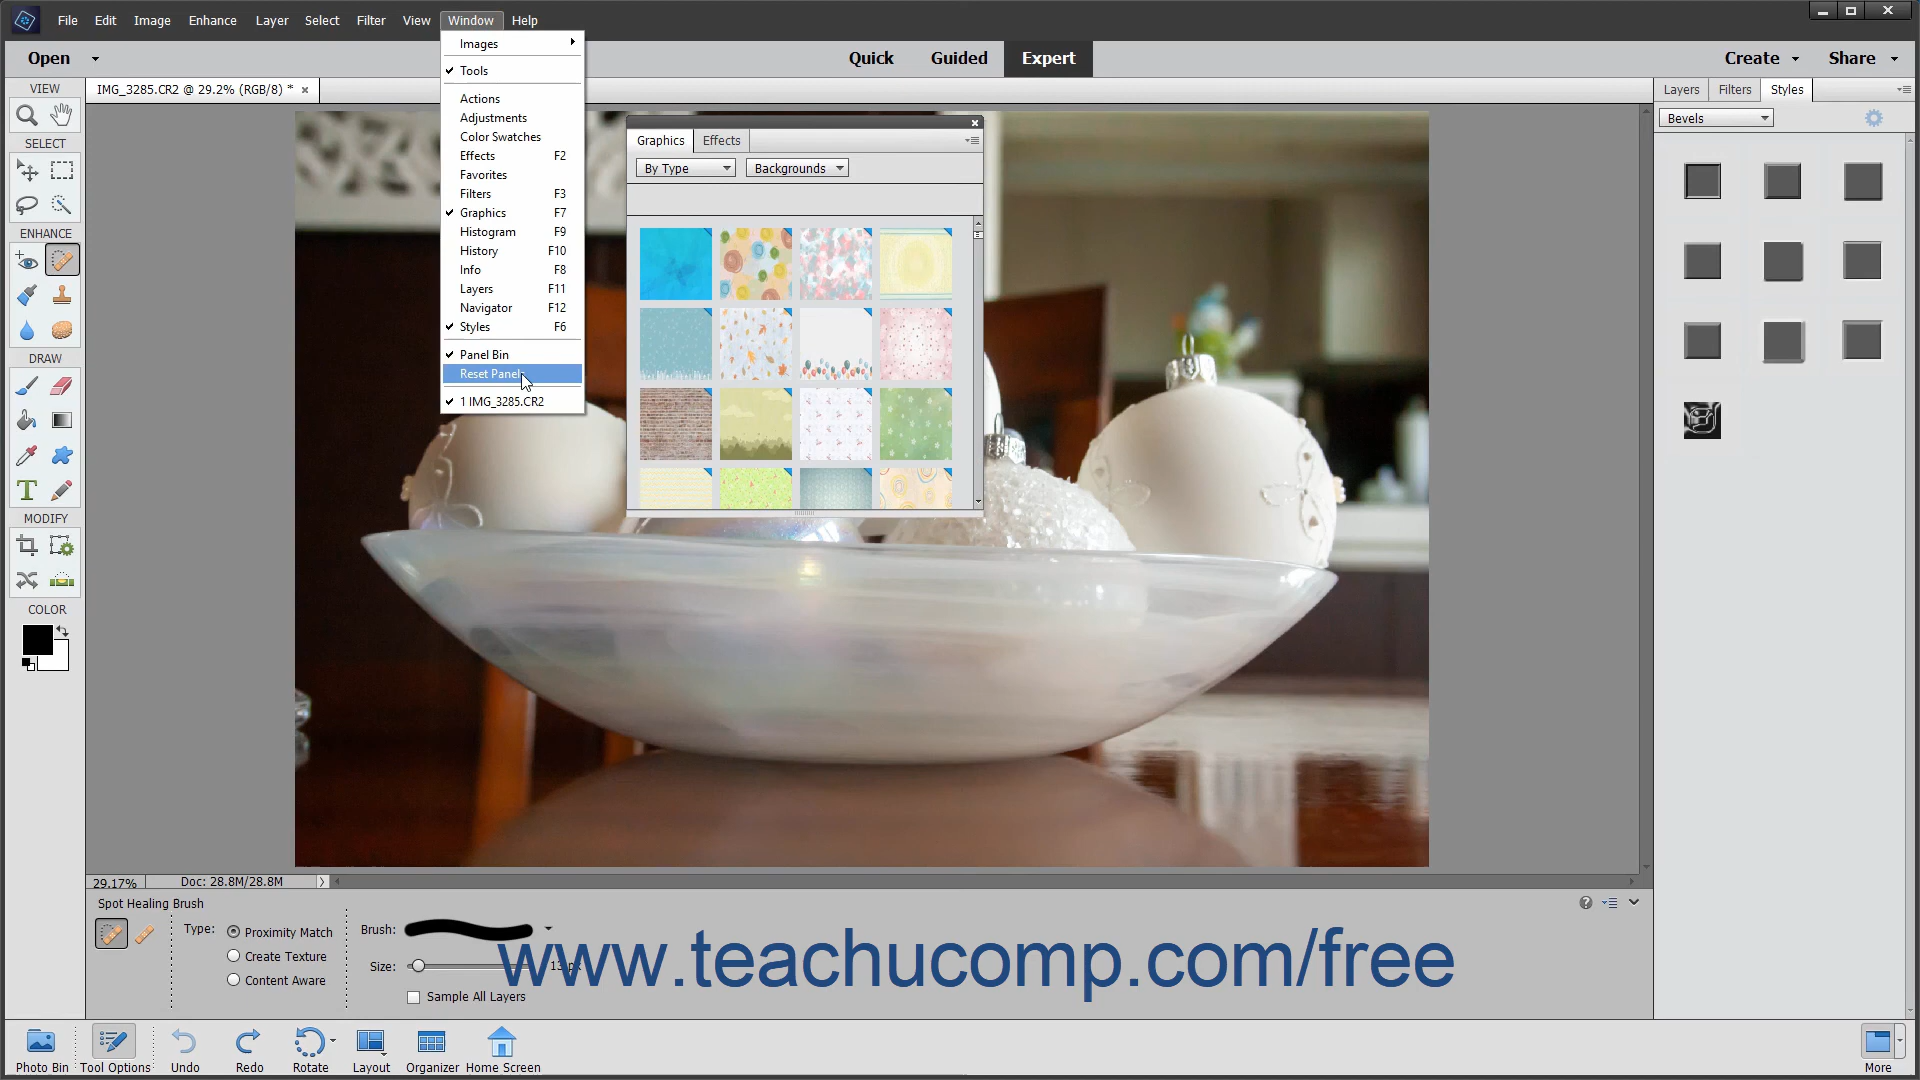 File Edit Image Enhance Layer Select Filter View Window Help
Open Quick Guided Expert Create Share
VIEW
IMG_3285.CR2 @ 29.2% (RGB/8) *
Layers Filters Styles
Bevels
SELECT
ENHANCE
DRAW
MODIFY
COLOR
Images
Tools
Actions
Adjustments
Color Swatches
Effects F2
Favorites
Filters F3
Graphics F7
Histogram F9
History F10
Info F8
Layers F11
Navigator F12
Styles F6
Panel Bin
Reset Panels
1 IMG_3285.CR2
Graphics Effects
By Type Backgrounds
29.17% Doc: 28.8M/28.8M
Spot Healing Brush
Type: Proximity Match
Create Texture
Content Aware
Brush:
Size:
Sample All Layers
www.teachucomp.com/free
Photo Bin Tool Options Undo Redo Rotate Layout Organizer Home Screen More